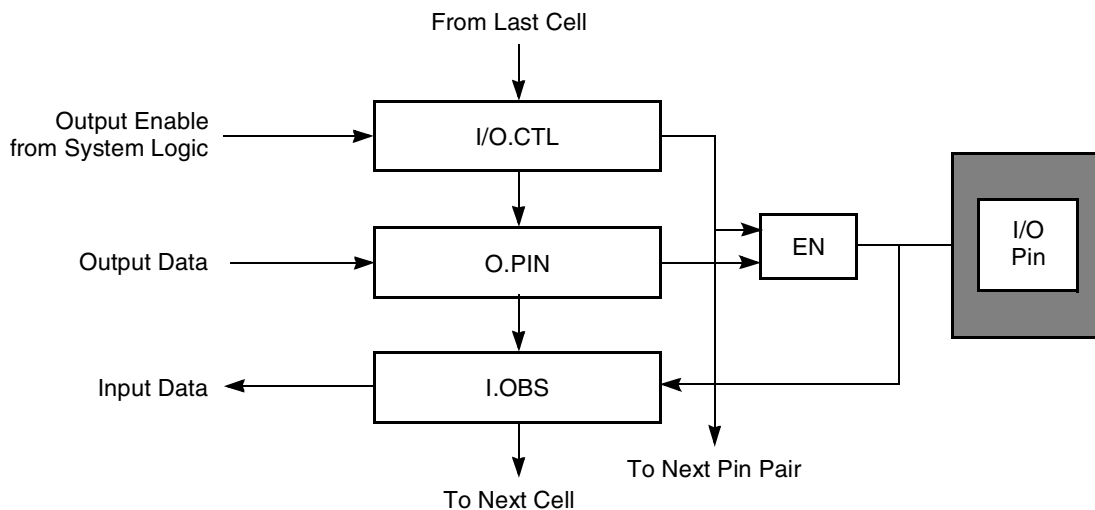 From Last Cell
Output Enable
from System Logic
I/O.CTL
Output Data
O.PIN
EN
I/O
Pin
Input Data
I.OBS
To Next Pin Pair
To Next Cell